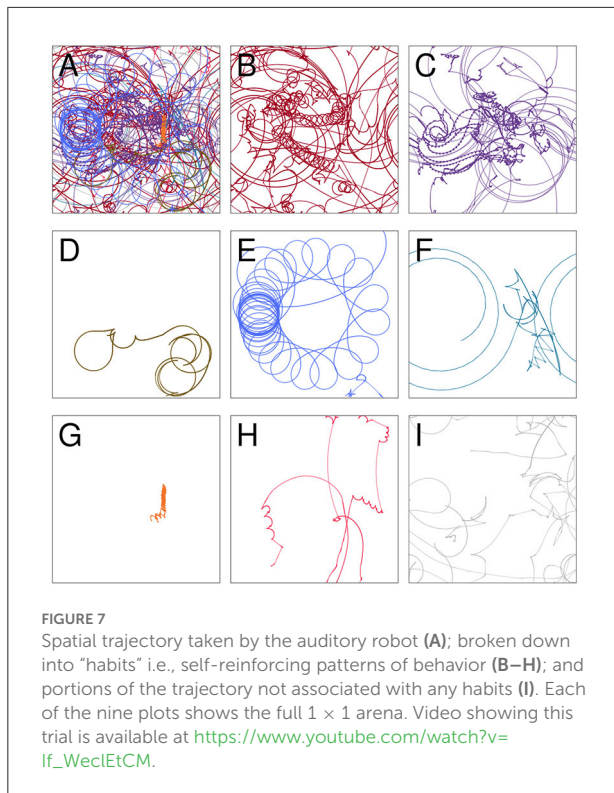 A
B
C
D
E
F
G
H
I
FIGURE 7
Spatial trajectory taken by the auditory robot (A); broken down
into “habits” i.e., self-reinforcing patterns of behavior (B–H); and
portions of the trajectory not associated with any habits (I). Each
of the nine plots shows the full 1 × 1 arena. Video showing this
trial is available at https://www.youtube.com/watch?v=
If_WeclEtCM.